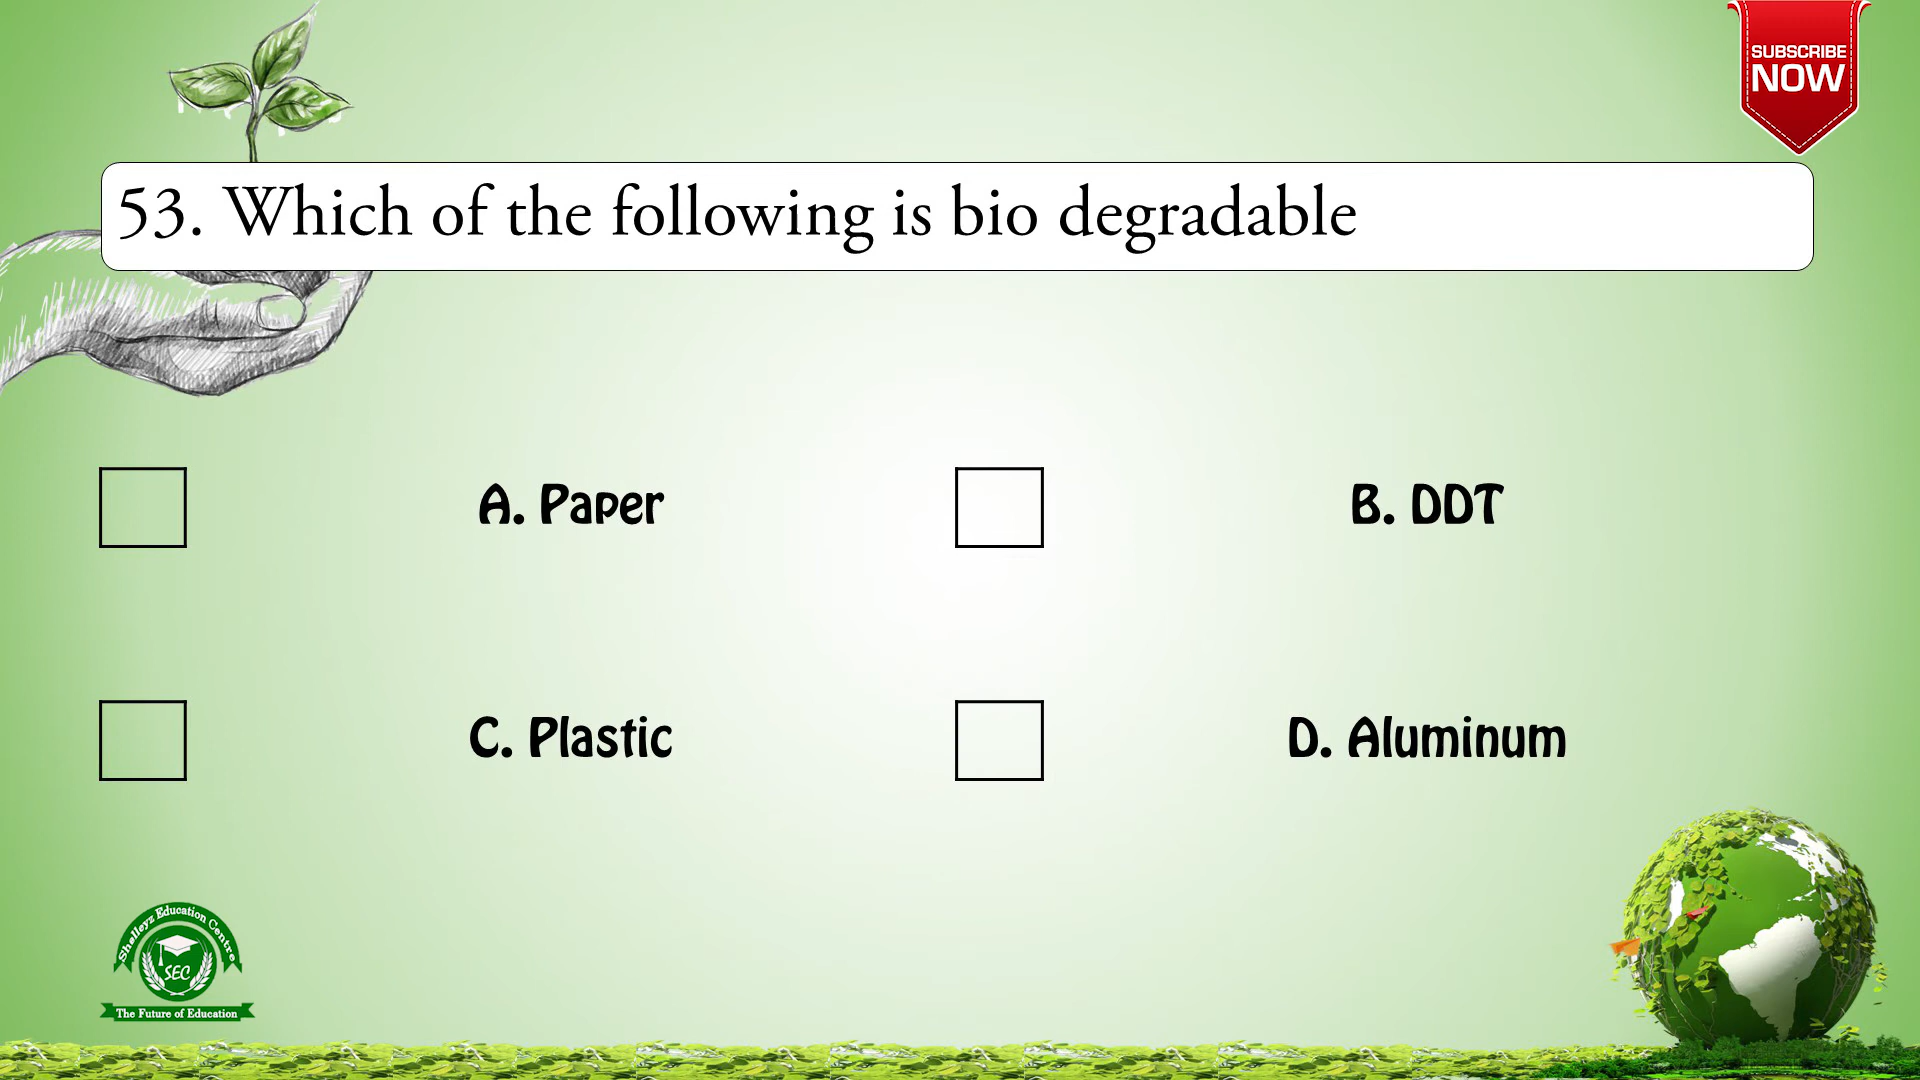 SUBSCRIBE
NOW
53. Which of the following is bio degradable
A. Paper
B. DDT
C. Plastic
D. Aluminum
Shelleyz Education Centre
SEC
The Future of Education